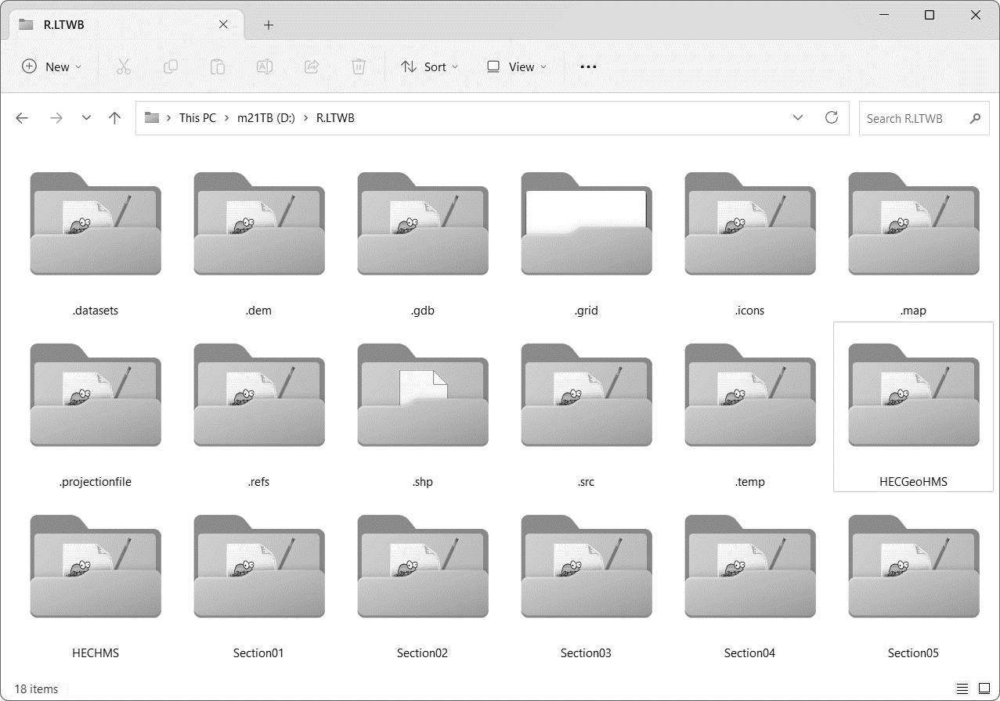 R.LTWB
New
Sort
View
This PC > m21TB (D:) > R.LTWB
Search R.LTWB
.datasets .dem .gdb .grid .icons .map
.projectionfile .refs .shp .src .temp HECGeoHMS
HECHMS Section01 Section02 Section03 Section04 Section05
18 items